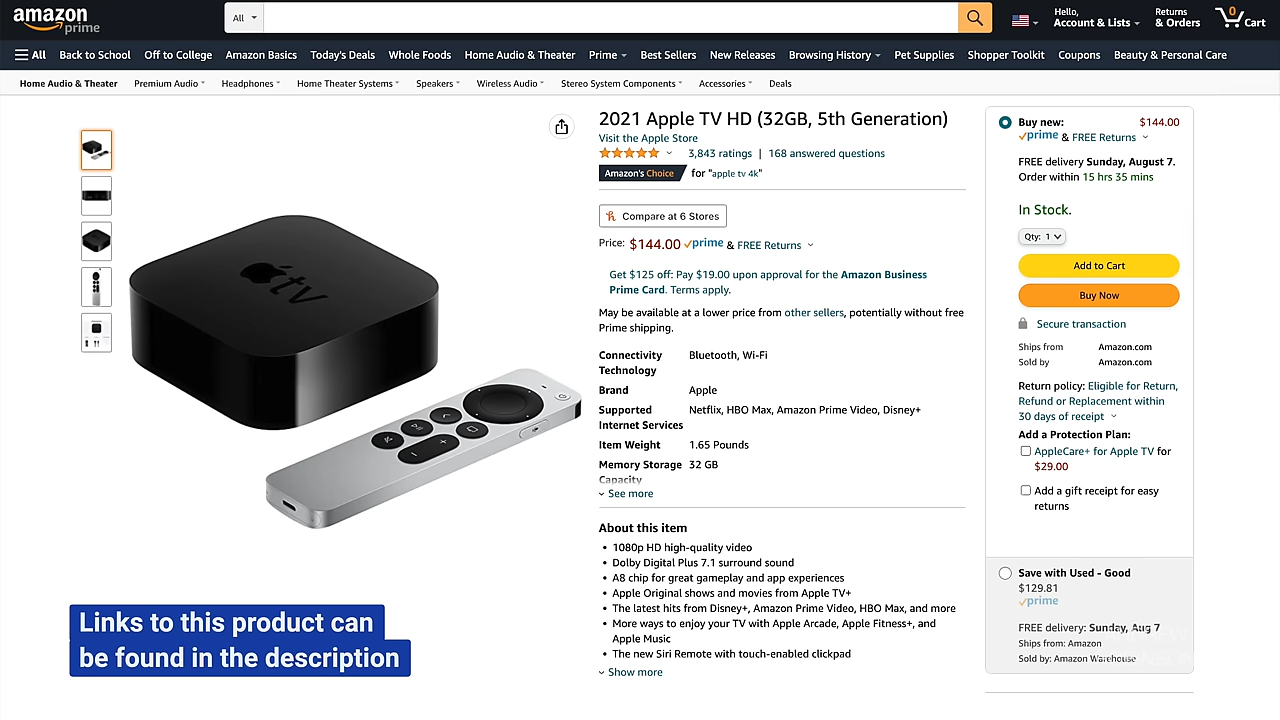 amazon
prime
All
Hello,
Account & Lists
Returns
& Orders
0
Cart
All Back to School Off to College Amazon Basics Today's Deals Whole Foods Home Audio & Theater Prime Best Sellers New Releases Browsing History Pet Supplies Shopper Toolkit Coupons Beauty & Personal Care
Home Audio & Theater Premium Audio Headphones Home Theater Systems Speakers Wireless Audio Stereo System Components Accessories Deals
tv
2021 Apple TV HD (32GB, 5th Generation)
Visit the Apple Store
3,843 ratings | 168 answered questions
Amazon's Choice for "apple tv 4k"
Compare at 6 Stores
Price: $144.00 prime & FREE Returns
Get $125 off: Pay $19.00 upon approval for the Amazon Business
Prime Card. Terms apply.
May be available at a lower price from other sellers, potentially without free
Prime shipping.
Connectivity Technology Bluetooth, Wi-Fi
Brand Apple
Supported Internet Services Netflix, HBO Max, Amazon Prime Video, Disney+
Item Weight 1.65 Pounds
Memory Storage Capacity 32 GB
See more
About this item
• 1080p HD high-quality video
• Dolby Digital Plus 7.1 surround sound
• A8 chip for great gameplay and app experiences
• Apple Original shows and movies from Apple TV+
• The latest hits from Disney+, Amazon Prime Video, HBO Max, and more
• More ways to enjoy your TV with Apple Arcade, Apple Fitness+, and
Apple Music
• The new Siri Remote with touch-enabled clickpad
Show more
Buy new: $144.00
prime & FREE Returns
FREE delivery Sunday, August 7.
Order within 15 hrs 35 mins
In Stock.
Qty: 1
Add to Cart
Buy Now
Secure transaction
Ships from Amazon.com
Sold by Amazon.com
Return policy: Eligible for Return,
Refund or Replacement within
30 days of receipt
Add a Protection Plan:
AppleCare+ for Apple TV for
$29.00
Add a gift receipt for easy
returns
Save with Used - Good
$129.81
prime
FREE delivery: Sunday, Aug 7
Ships from: Amazon
Sold by: Amazon Warehouse
Links to this product can
be found in the description